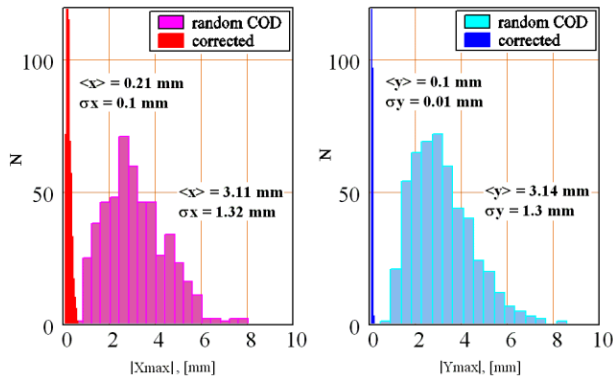 random COD
corrected
100
<x> = 0.21 mm
σx = 0.1 mm
N
50
<x> = 3.11 mm
σx = 1.32 mm
0
0 2 4 6 8 10
|Xmax| , [mm]
random COD
corrected
100
<y> = 0.1 mm
σy = 0.01 mm
N
50
<y> = 3.14 mm
σy = 1.3 mm
0
0 2 4 6 8 10
|Ymax| , [mm]